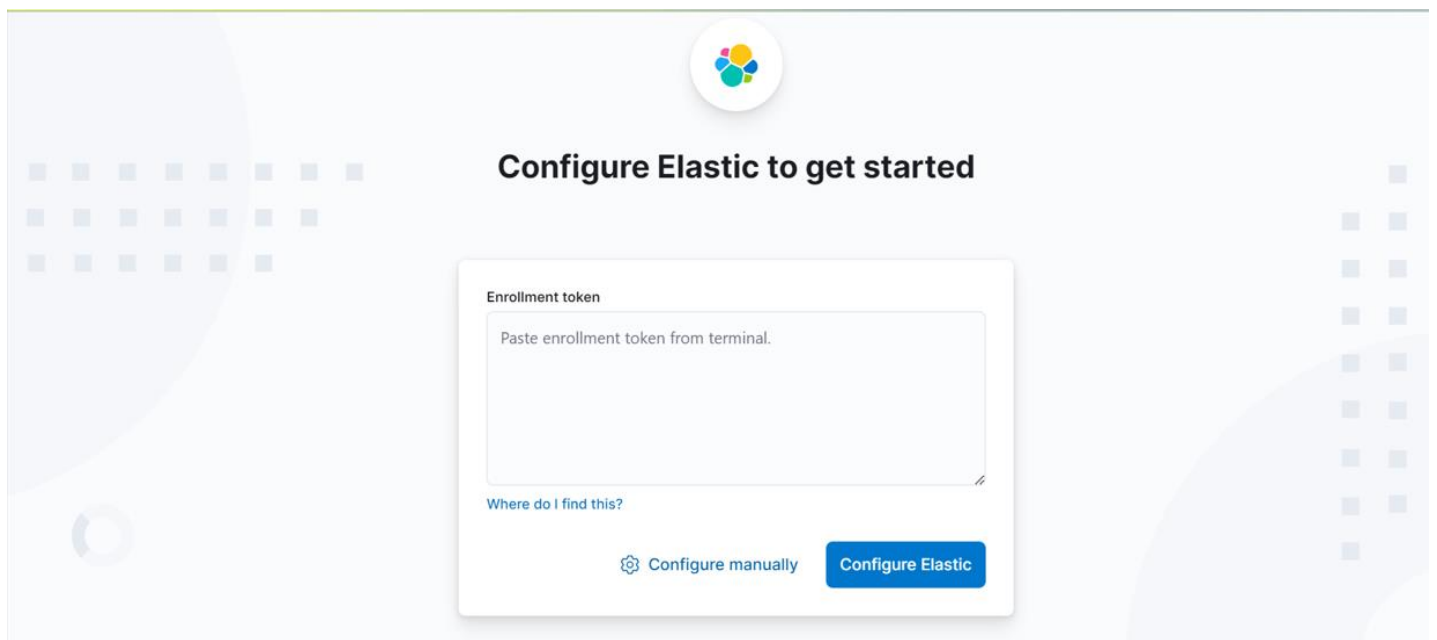 Configure Elastic to get started
Enrollment token
Paste enrollment token from terminal.
Where do I find this?
Configure manually
Configure Elastic